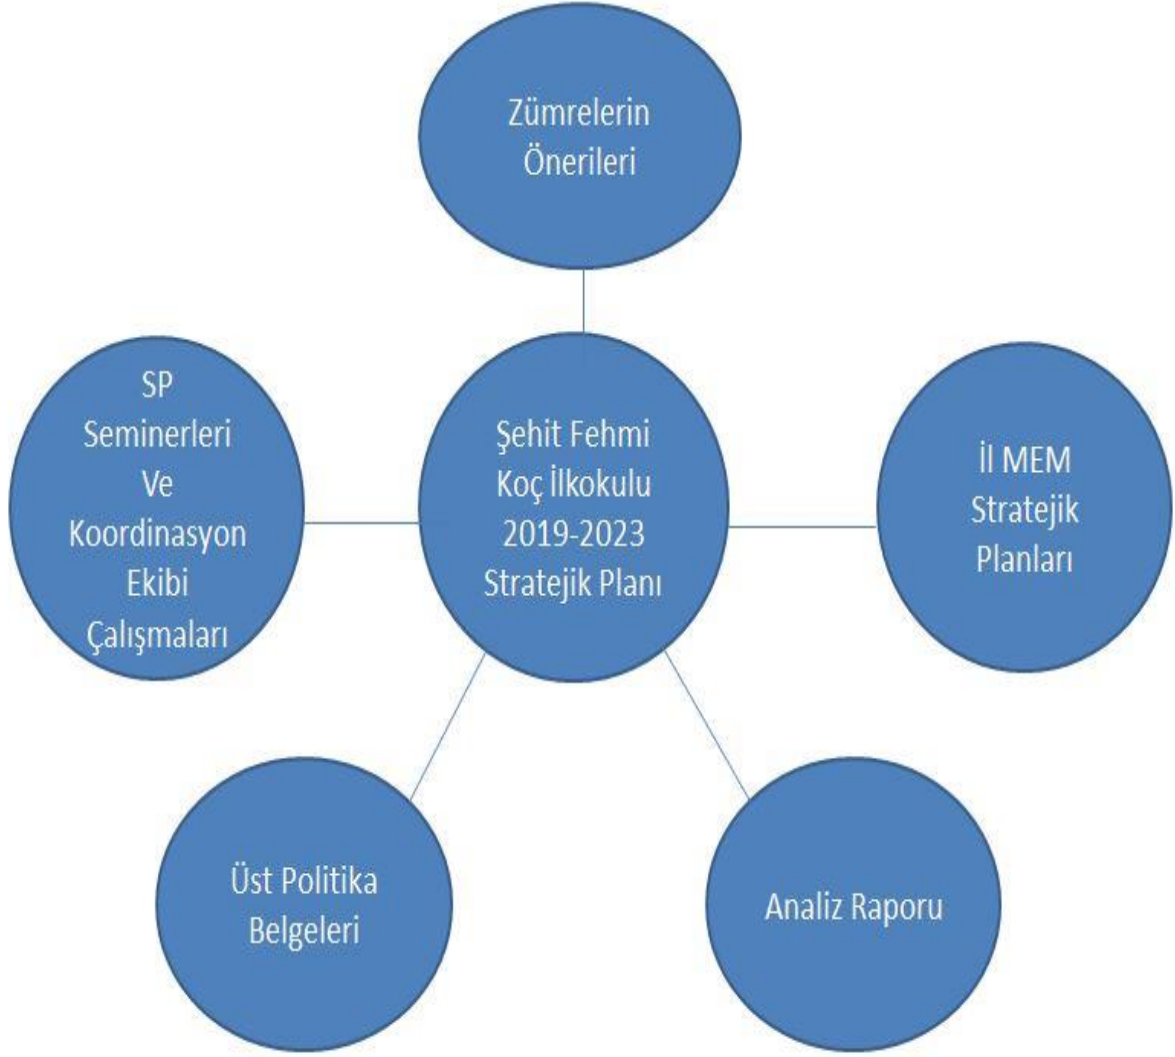 Zümrelerin
Önerileri
SP
Seminerleri
Ve
Koordinasyon
Ekibi
Çalışmaları
Şehit Fehmi
Koç İlkokulu
2019-2023
Stratejik Planı
İl MEM
Stratejik
Planları
Üst Politika
Belgeleri
Analiz Raporu